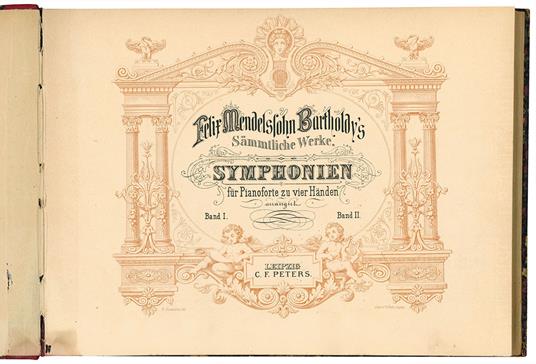 Felix Mendelssohn Bartholdy's
Sämmtliche Werke.
SYMPHONIEN
für Pianoforte zu vier Händen
arrangirt.
Band I. Band II.
LEIPZIG
C. F. PETERS.